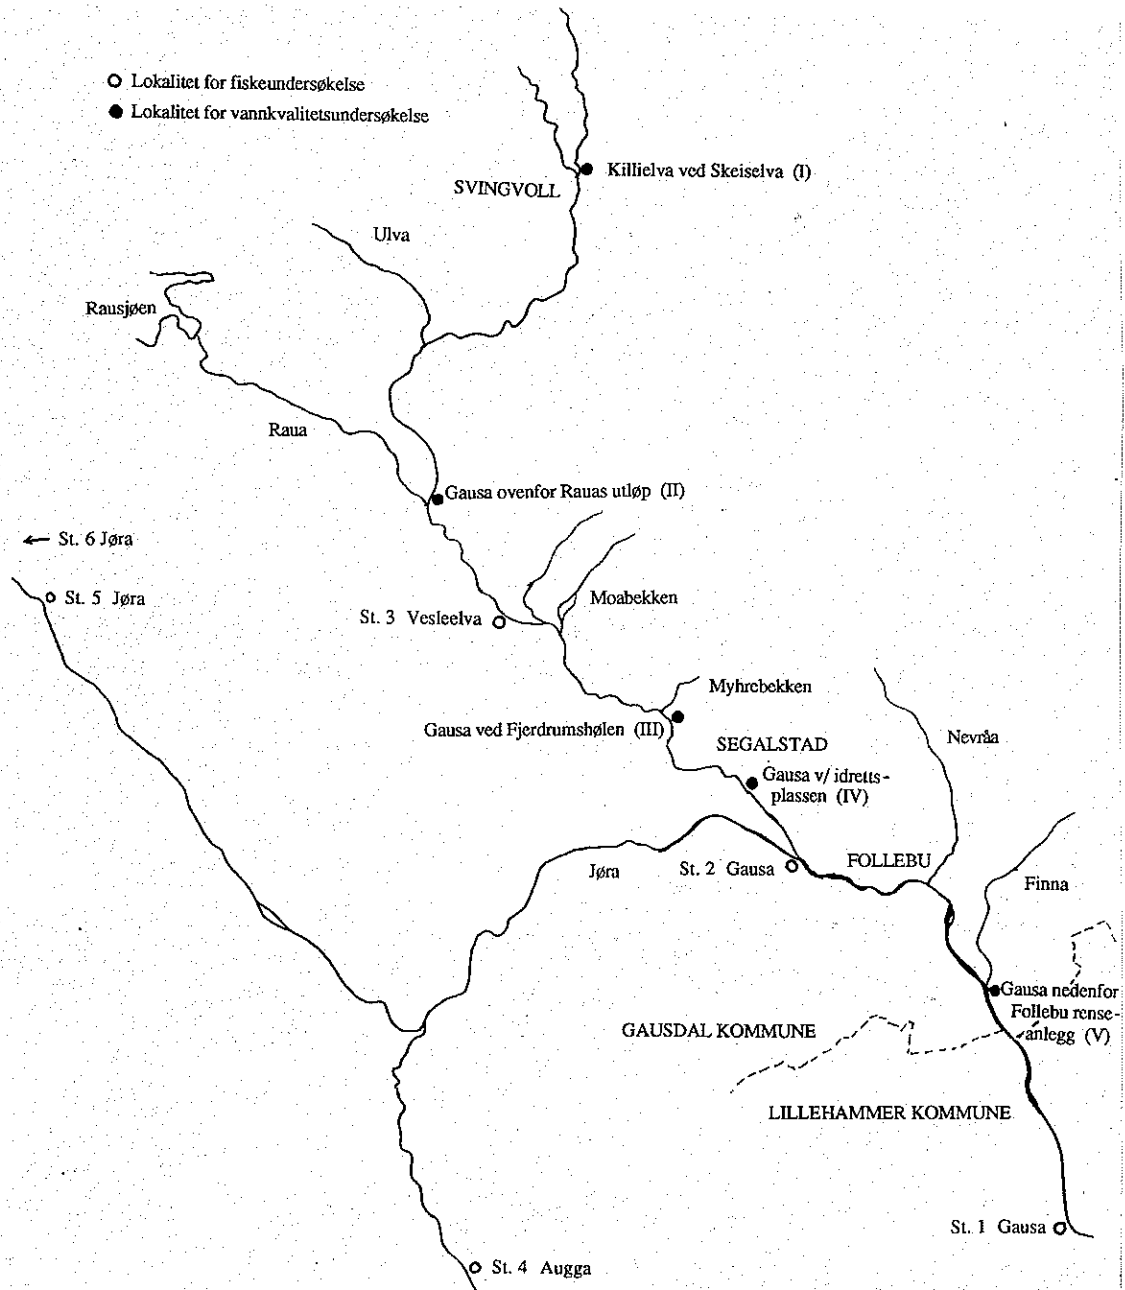 Lokalitet for fiskeundersøkelse
Lokalitet for vannkvalitetsundersøkelse
Killielva ved Skeiselva (I)
SVINGVOLL
Ulva
Rausjøen
Raua
Gausa ovenfor Rauas utløp (II)
← St. 6 Jøra
St. 5 Jøra
Moabekken
St. 3 Vesleelva
Myhrebekken
Gausa ved Fjerdrumshølen (III)
SEGALSTAD
Nevråa
Gausa v/ idretts-
plassen (IV)
FOLLEBU
Jøra
St. 2 Gausa
Finna
Gausa nedenfor
Follebu rense-
anlegg (V)
GAUSDAL KOMMUNE
LILLEHAMMER KOMMUNE
St. 1 Gausa
St. 4 Augga